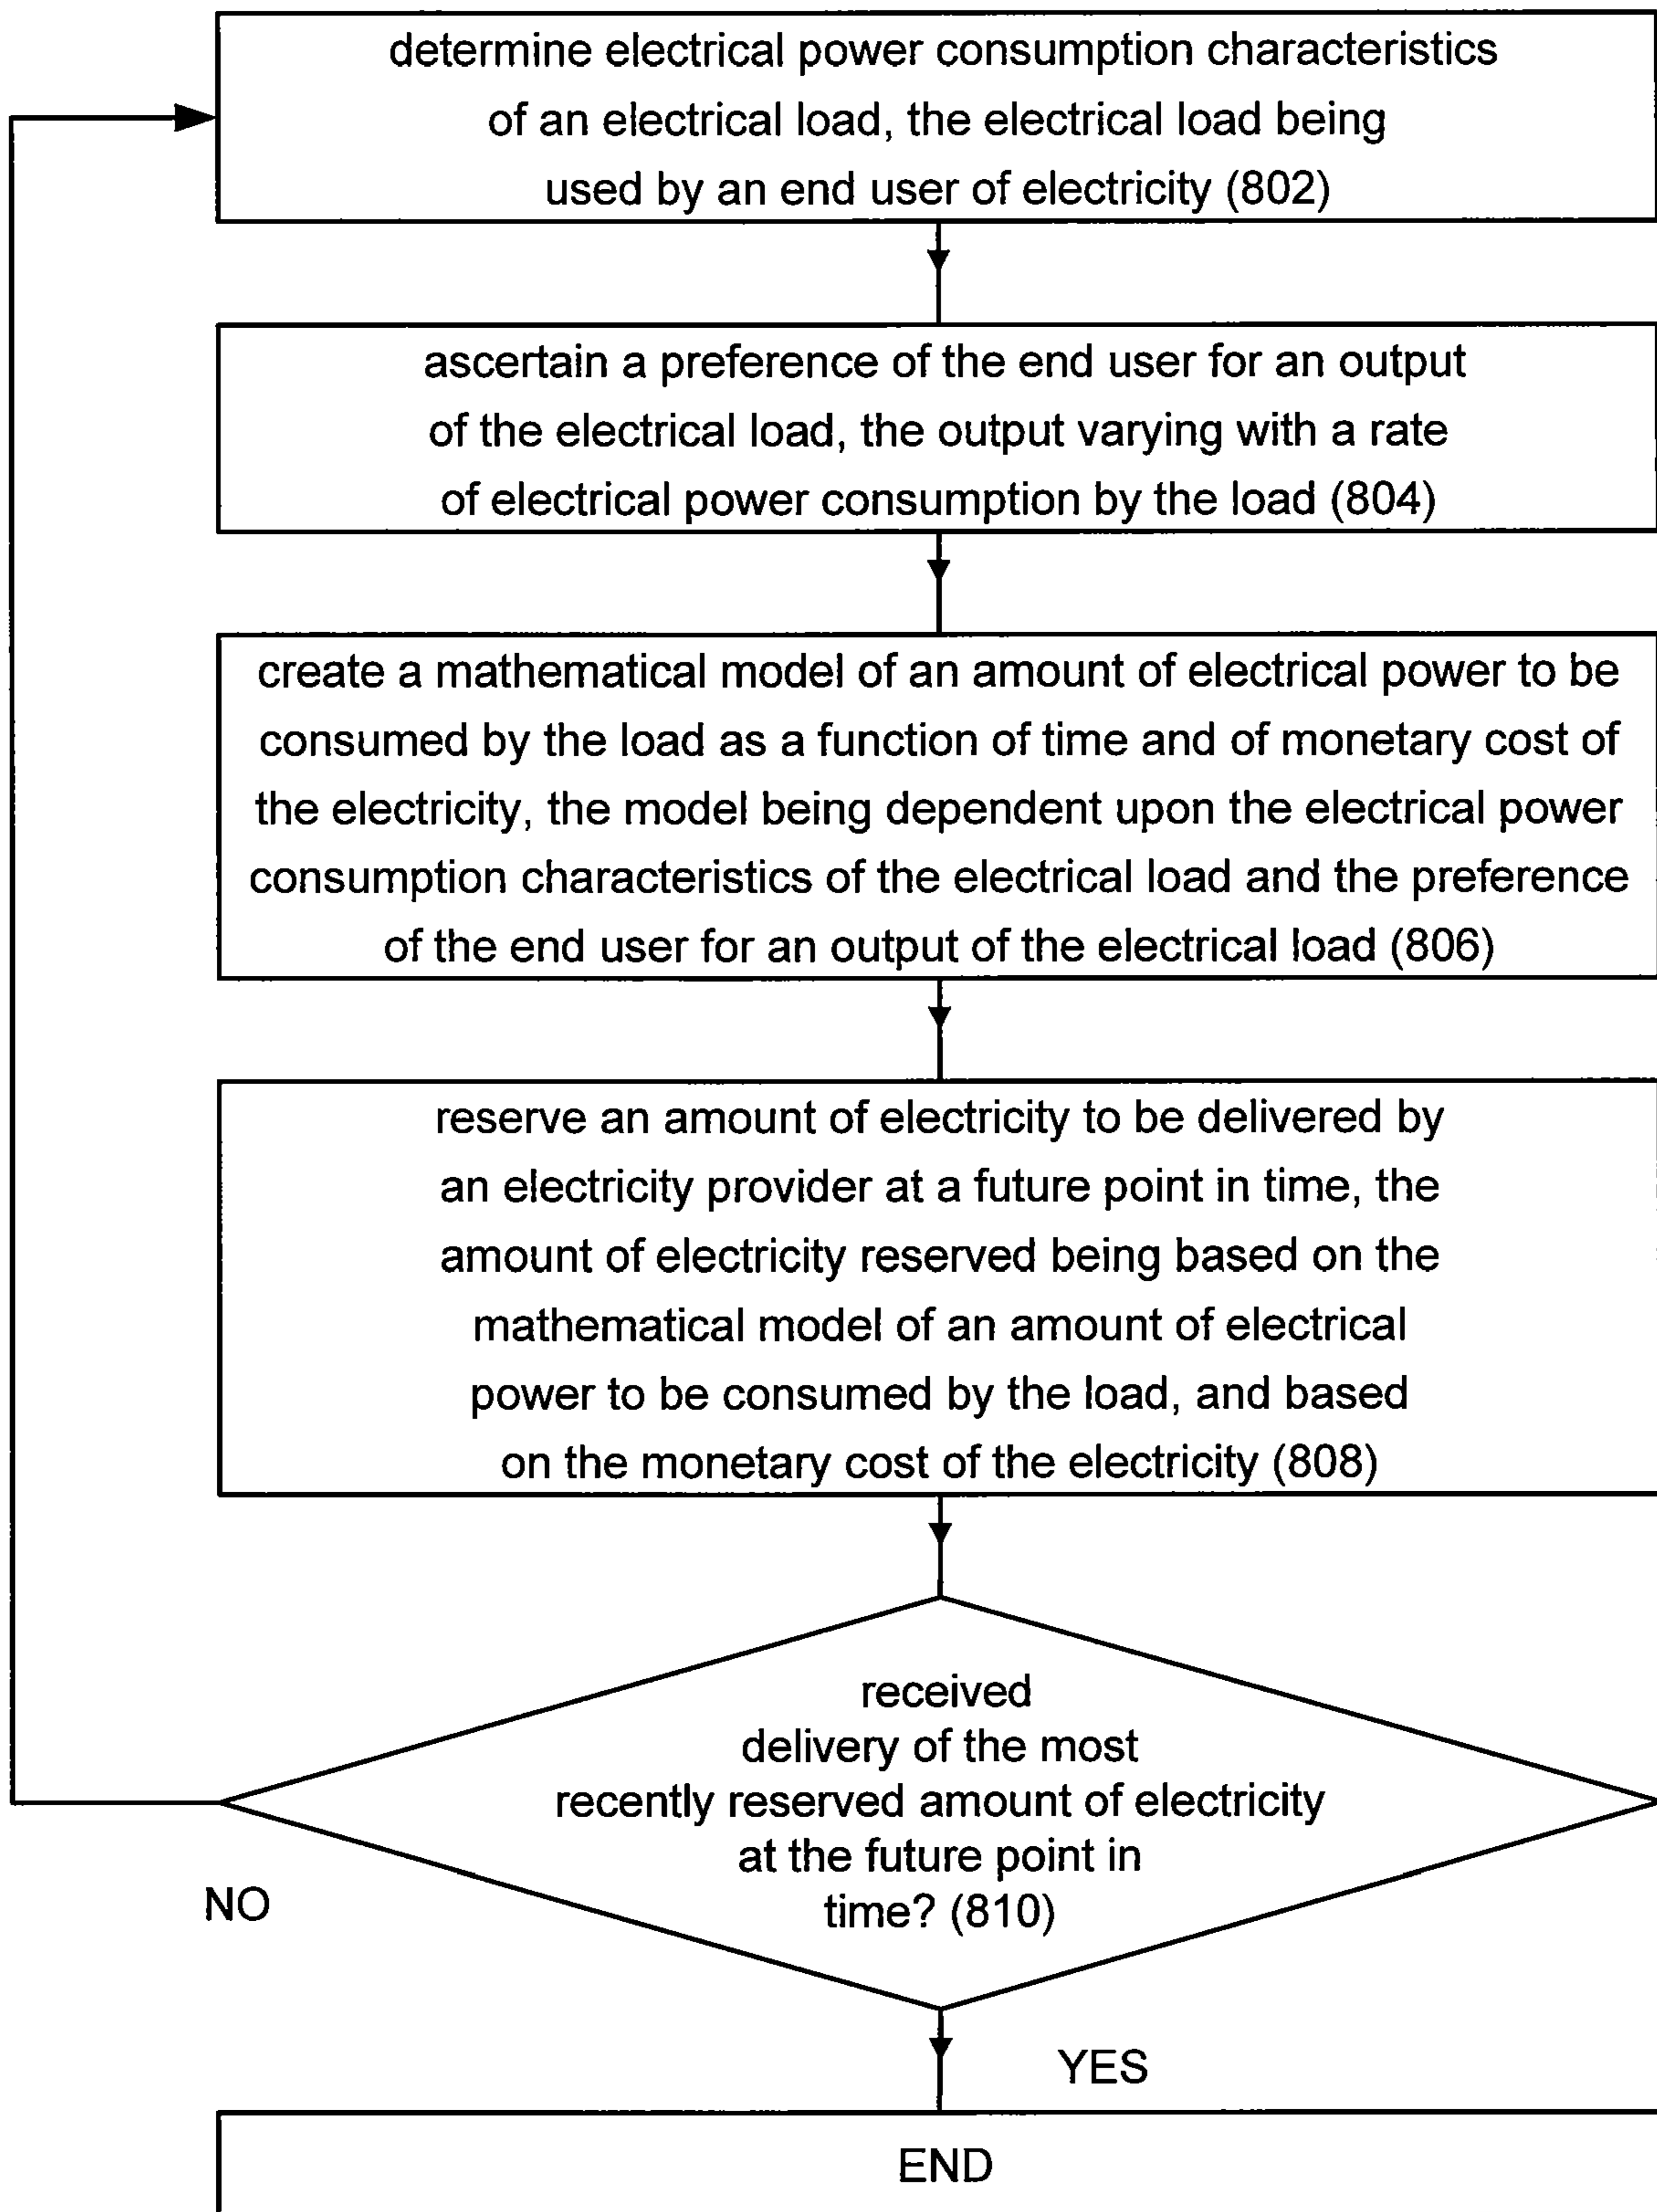 determine electrical power consumption characteristics
of an electrical load, the electrical load being
used by an end user of electricity (802)
ascertain a preference of the end user for an output
of the electrical load, the output varying with a rate
of electrical power consumption by the load (804)
create a mathematical model of an amount of electrical power to be
consumed by the load as a function of time and of monetary cost of
the electricity, the model being dependent upon the electrical power
consumption characteristics of the electrical load and the preference
of the end user for an output of the electrical load (806)
reserve an amount of electricity to be delivered by
an electricity provider at a future point in time, the
amount of electricity reserved being based on the
mathematical model of an amount of electrical
power to be consumed by the load, and based
on the monetary cost of the electricity (808)
received
delivery of the most
recently reserved amount of electricity
at the future point in
time? (810)
NO
YES
END